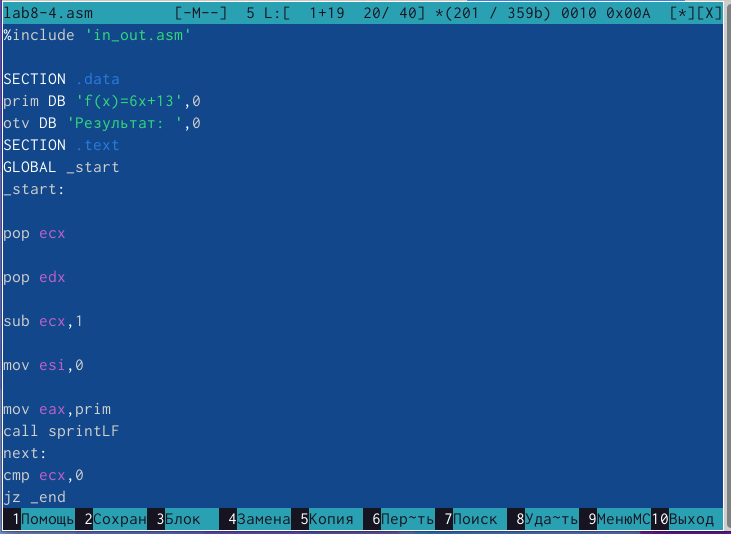 lab8-4.asm [-M--] 5 L:[ 1+19 20/ 40] *(201 / 359b) 0010 0x00A [*][X]
%include 'in_out.asm'
SECTION .data
prim DB 'f(x)=6x+13',0
otv DB 'Результат: ',0
SECTION .text
GLOBAL _start
_start:
pop ecx
pop edx
sub ecx,1
mov esi,0
mov eax,prim
call sprintLF
next:
cmp ecx,0
jz _end
1Помощь 2Сохран 3Блок 4Замена 5Копия 6Пер~ть 7Поиск 8Уда~ть 9МенюMC 10Выход